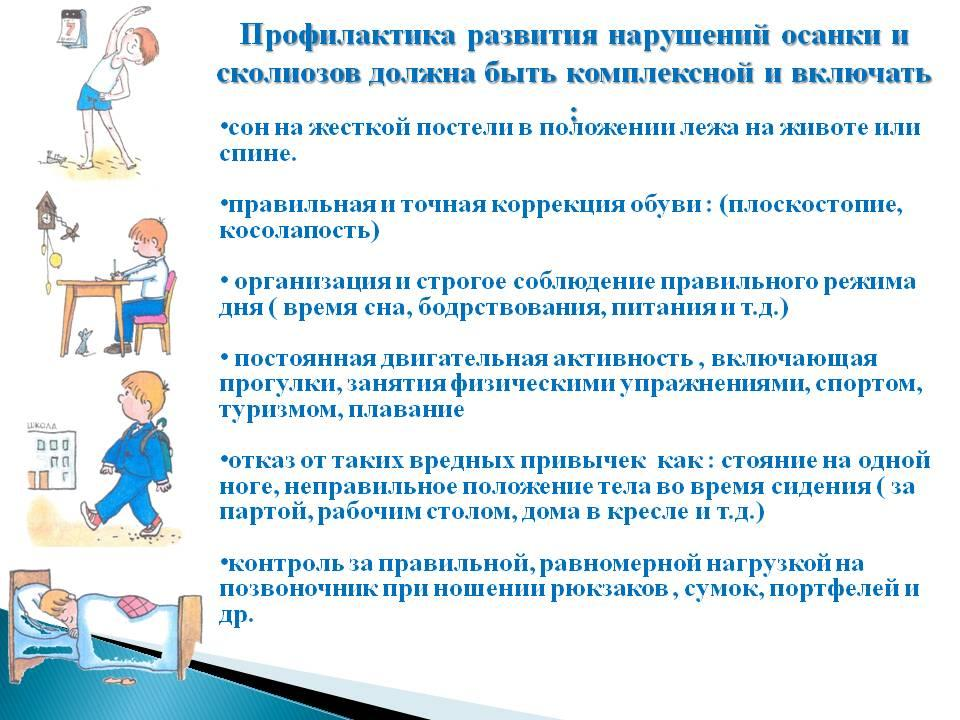 7
Профилактика развития нарушений осанки и
сколиозов должна быть комплексной и включать
:
•сон на жесткой постели в положении лежа на животе или
спине.
•правильная и точная коррекция обуви : (плоскостопие,
косолапость)
• организация и строгое соблюдение правильного режима
дня ( время сна, бодрствования, питания и т.д.)
• постоянная двигательная активность , включающая
прогулки, занятия физическими упражнениями, спортом,
туризмом, плавание
•отказ от таких вредных привычек как : стояние на одной
ноге, неправильное положение тела во время сидения ( за
партой, рабочим столом, дома в кресле и т.д.)
ШКОЛА
•контроль за правильной, равномерной нагрузкой на
позвоночник при ношении рюкзаков , сумок, портфелей и
др.